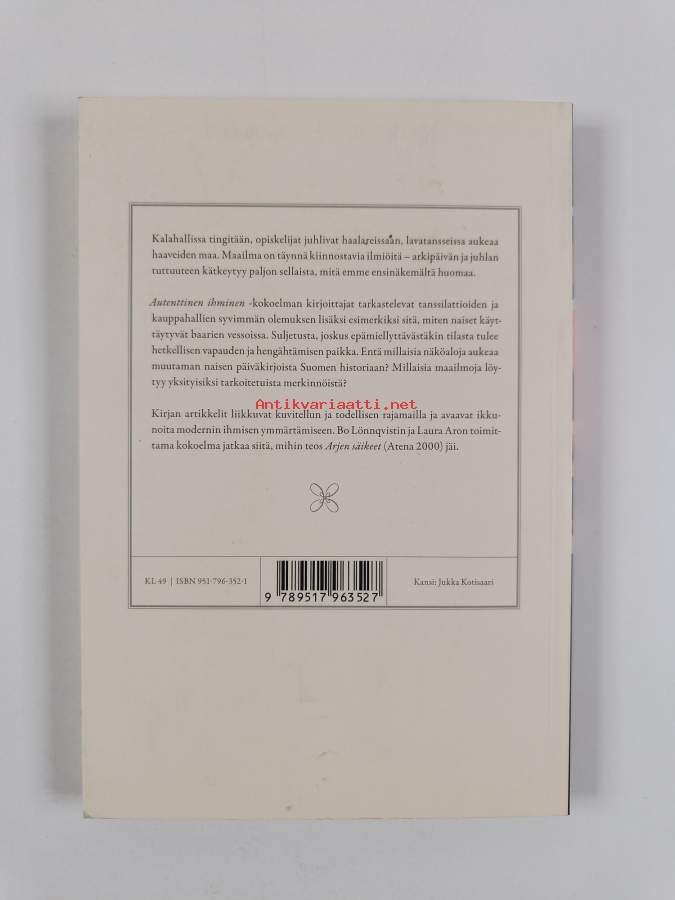 Kalahallissa tingitään, opiskelijat juhlivat haalareissaan, lavatansseissa aukeaa
haaveiden maa. Maailma on täynnä kiinnostavia ilmiöitä – arkipäivän ja juhlan
tuttuuteen kätkeytyy paljon sellaista, mitä emme ensinäkemältä huomaa.
Autenttinen ihminen -kokoelman kirjoittajat tarkastelevat tanssilattioiden ja
kauppahallien syvimmän olemuksen lisäksi esimerkiksi sitä, miten naiset käyt-
täytyvät baarien vessoissa. Suljetusta, joskus epämiellyttävästäkin tilasta tulee
hetkellisen vapauden ja hengähtämisen paikka. Entä millaisia näköaloja aukeaa
muutaman naisen päiväkirjoista Suomen historiaan? Millaisia maailmoja löy-
tyy yksityisiksi tarkoitetuista merkinnöistä?
Antikvariaatti.net
Kirjan artikkelit liikkuvat kuvitellun ja todellisen rajamailla ja avaavat ikku-
noita modernin ihmisen ymmärtämiseen. Bo Lönnqvistin ja Laura Aron toimit-
tama kokoelma jatkaa siitä, mihin teos Arjen säikeet (Atena 2000) jäi.
KL 49 | ISBN 951-796-352-1
9 789517 963527
Kansi: Jukka Kotisaari